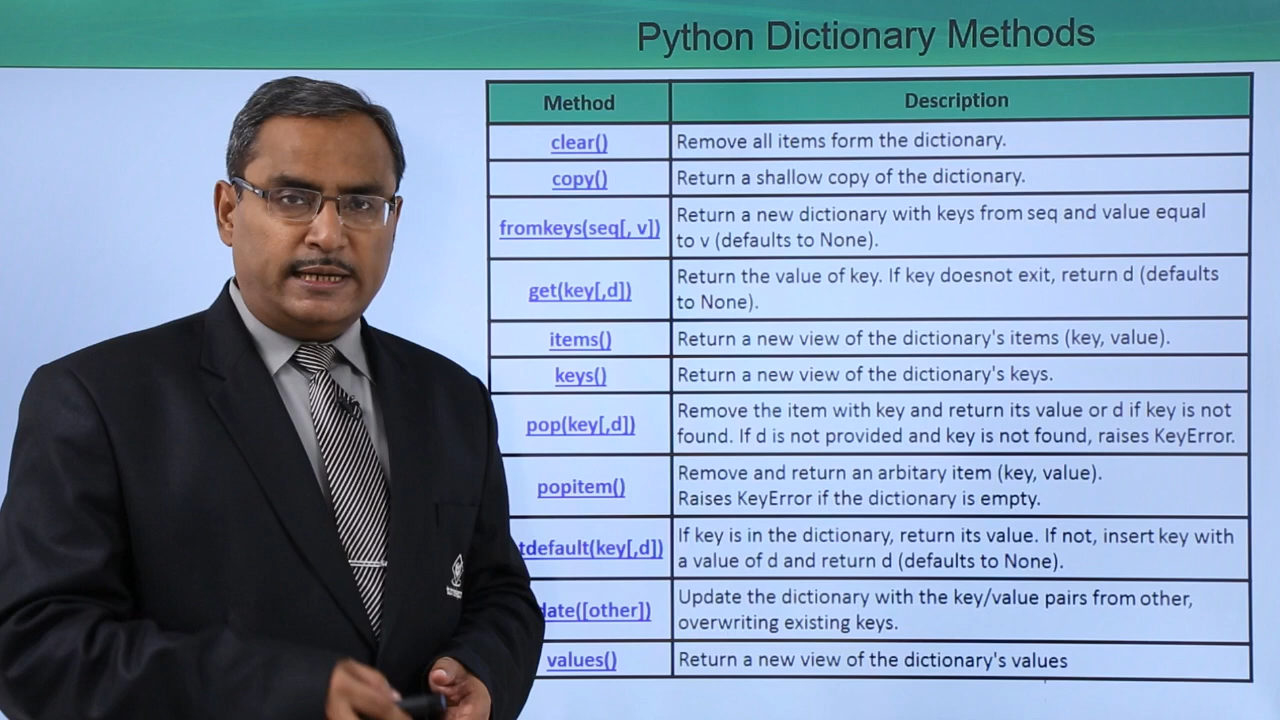 Python Dictionary Methods
Method Description
clear() Remove all items form the dictionary.
copy() Return a shallow copy of the dictionary.
fromkeys(seq[, v]) Return a new dictionary with keys from seq and value equal
to v (defaults to None).
get(key[,d]) Return the value of key. If key doesnot exit, return d (defaults
to None).
items() Return a new view of the dictionary's items (key, value).
keys() Return a new view of the dictionary's keys.
pop(key[,d]) Remove the item with key and return its value or d if key is not
found. If d is not provided and key is not found, raises KeyError.
popitem() Remove and return an arbitary item (key, value).
Raises KeyError if the dictionary is empty.
tdefault(key[,d]) If key is in the dictionary, return its value. If not, insert key with
a value of d and return d (defaults to None).
date([other]) Update the dictionary with the key/value pairs from other,
overwriting existing keys.
values() Return a new view of the dictionary's values